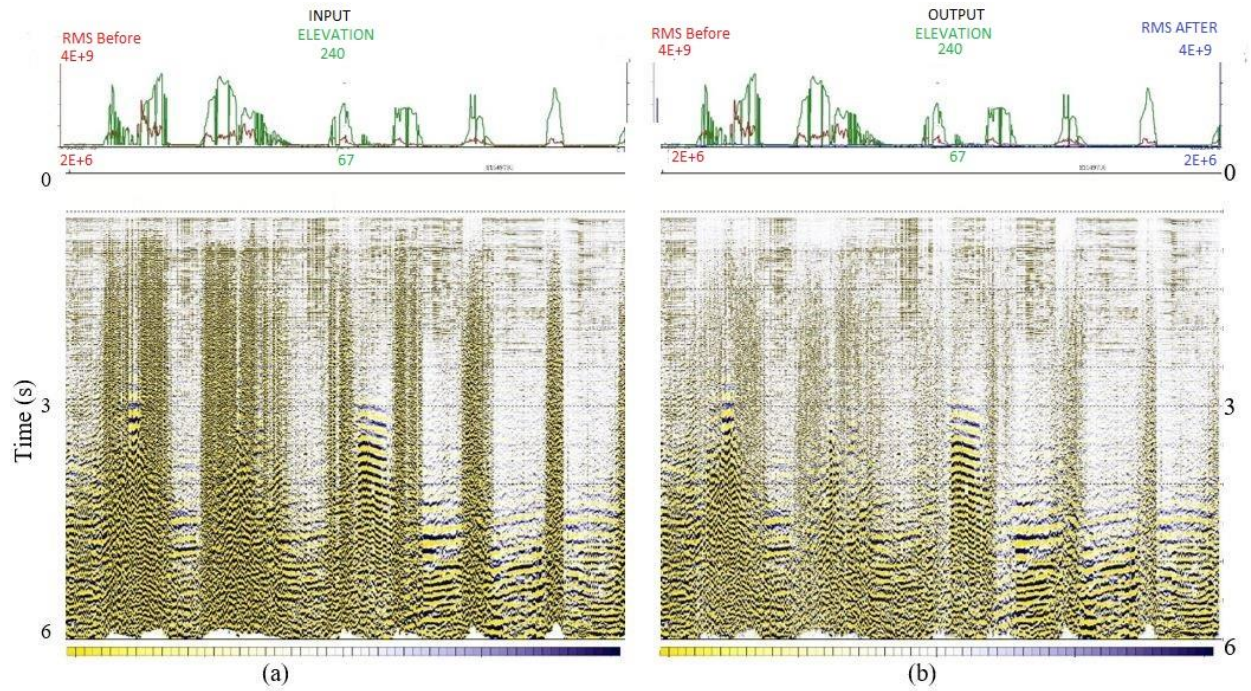 INPUT
RMS Before
ELEVATION
4E+9
240
2E+6
67
0
Time (s)
3
6
(a)
OUTPUT
RMS Before
ELEVATION
RMS AFTER
4E+9
240
4E+9
2E+6
67
2E+6
0
3
6
(b)